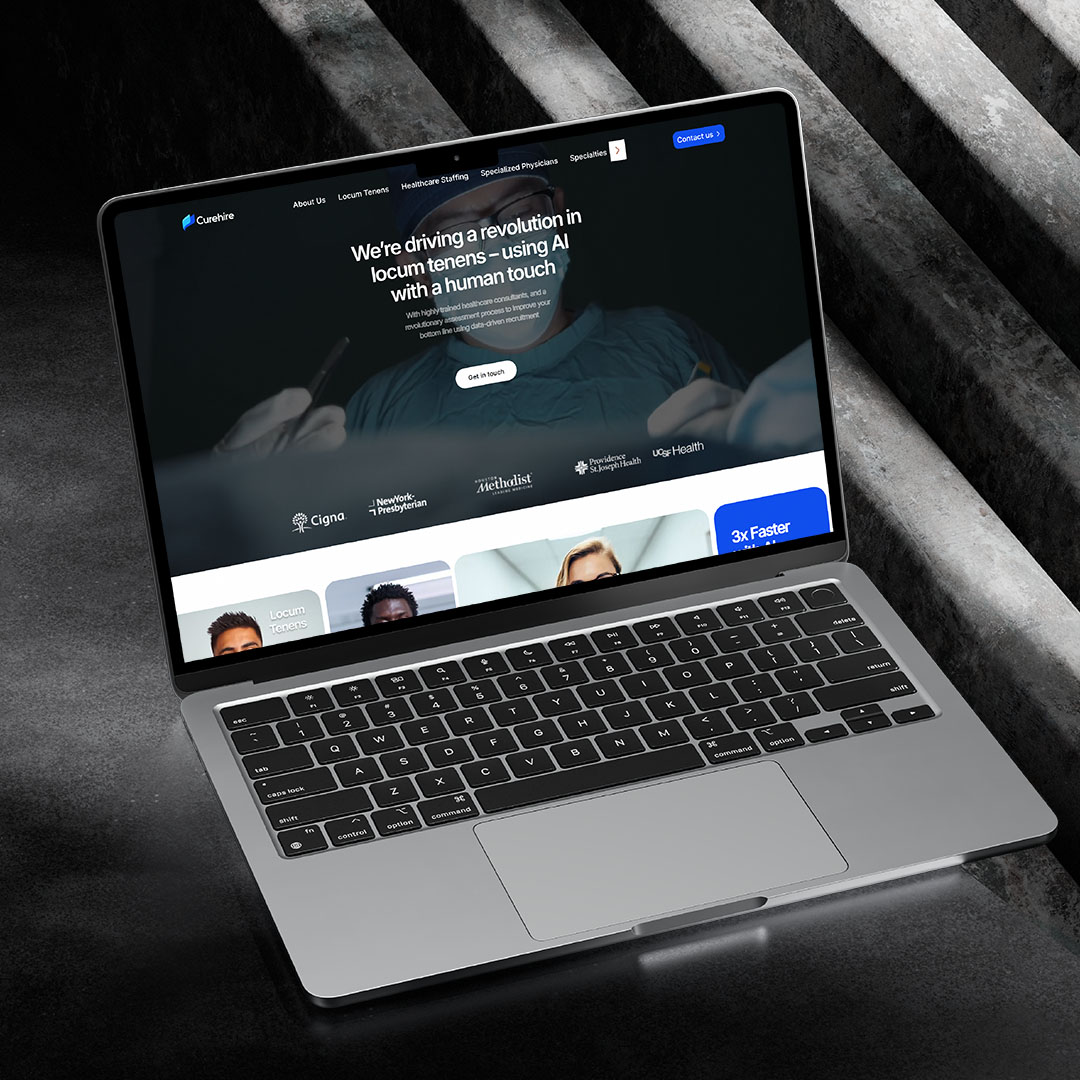 Curehire
About Us
Locum Tenens
Healthcare Staffing
Specialized Physicians
Specialties
Contact us
We're driving a revolution in
locum tenens – using AI
with a human touch
With highly trained healthcare consultants, and a
revolutionary assessment process to improve your
bottom line using data-driven recruitment
Get in touch
Cigna
NewYork-
Presbyterian
HOUSTON
Methodist
LEADING MEDICINE
Providence
St. Joseph Health
UCSF Health
Locum
Tenens
3x Faster
esc F1 F2 F3 F4 F5 F6 F7 F8 F9 F10 F11 F12
~ ` ! 1 @ 2 # 3 $ 4 % 5 ^ 6 & 7 * 8 ( 9 ) 0 _ - + = delete
tab Q W E R T Y U I O P { [ } ] | \
caps lock A S D F G H J K L : ; " ' return
shift Z X C V B N M < , > . ? / shift
fn control option command command option